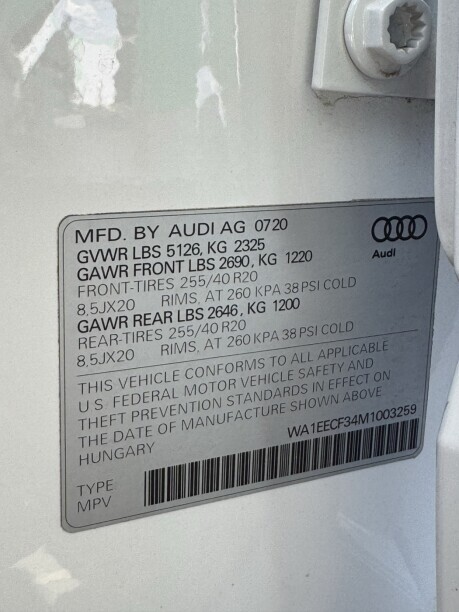 MFD. BY AUDI AG 0720
GVWR LBS 5126, KG 2325
GAWR FRONT LBS 2690, KG 1220
FRONT-TIRES 255/40 R20
8,5JX20 RIMS, AT 260 KPA 38 PSI COLD
GAWR REAR LBS 2646, KG 1200
REAR-TIRES 255/40 R20
8,5JX20 RIMS, AT 260 KPA 38 PSI COLD
Audi
THIS VEHICLE CONFORMS TO ALL APPLICABLE
U.S. FEDERAL MOTOR VEHICLE SAFETY AND
THEFT PREVENTION STANDARDS IN EFFECT ON
THE DATE OF MANUFACTURE SHOWN ABOVE
HUNGARY
WA1EECF34M1003259
TYPE
MPV